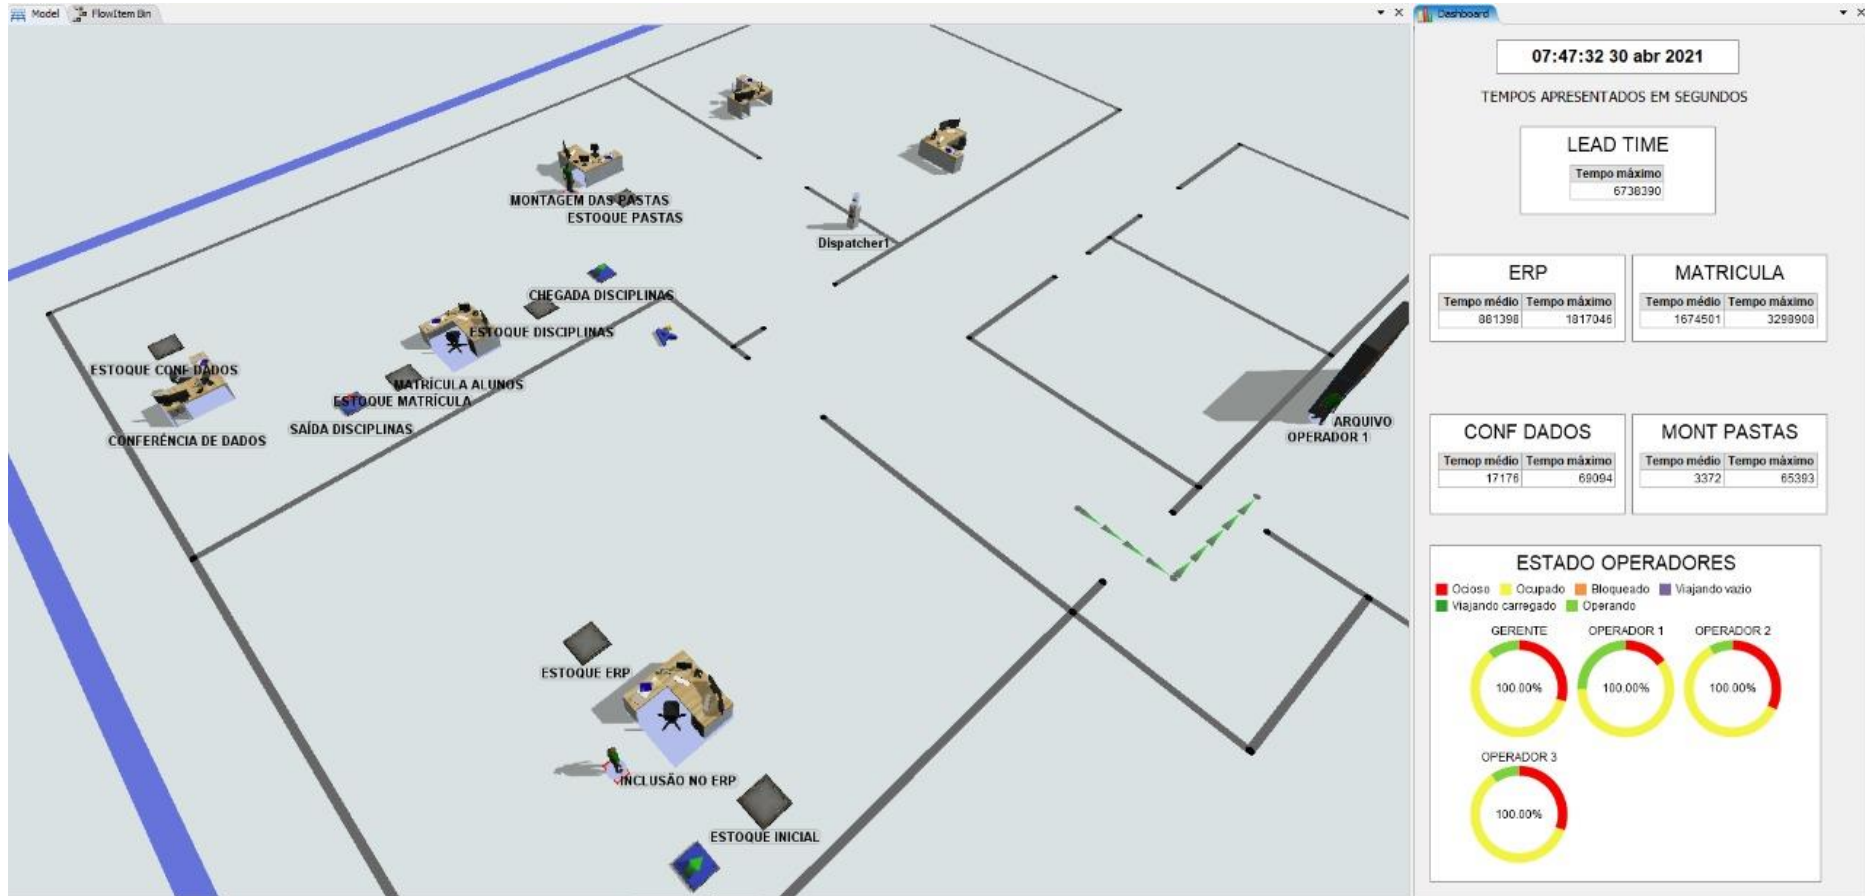 Model
FlowItem Bin
MONTAGEM DAS PASTAS
ESTOQUE PASTAS
Dispatcher1
CHEGADA DISCIPLINAS
ESTOQUE DISCIPLINAS
ESTOQUE CONF DADOS
MATRÍCULA ALUNOS
ESTOQUE MATRÍCULA
SAÍDA DISCIPLINAS
CONFERÊNCIA DE DADOS
ARQUIVO
OPERADOR 1
ESTOQUE ERP
INCLUSÃO NO ERP
ESTOQUE INICIAL
Dashboard
07:47:32 30 abr 2021
TEMPOS APRESENTADOS EM SEGUNDOS
LEAD TIME
Tempo máximo
6738390
ERP
Tempo médio Tempo máximo
881398 1817046
MATRICULA
Tempo médio Tempo máximo
1674501 3298908
CONF DADOS
Temop médio Tempo máximo
17176 69094
MONT PASTAS
Tempo médio Tempo máximo
3372 65393
ESTADO OPERADORES
Ocioso Ocupado Bloqueado Viajando vazio
Viajando carregado Operando
GERENTE OPERADOR 1 OPERADOR 2
100.00% 100.00% 100.00%
OPERADOR 3
100.00%